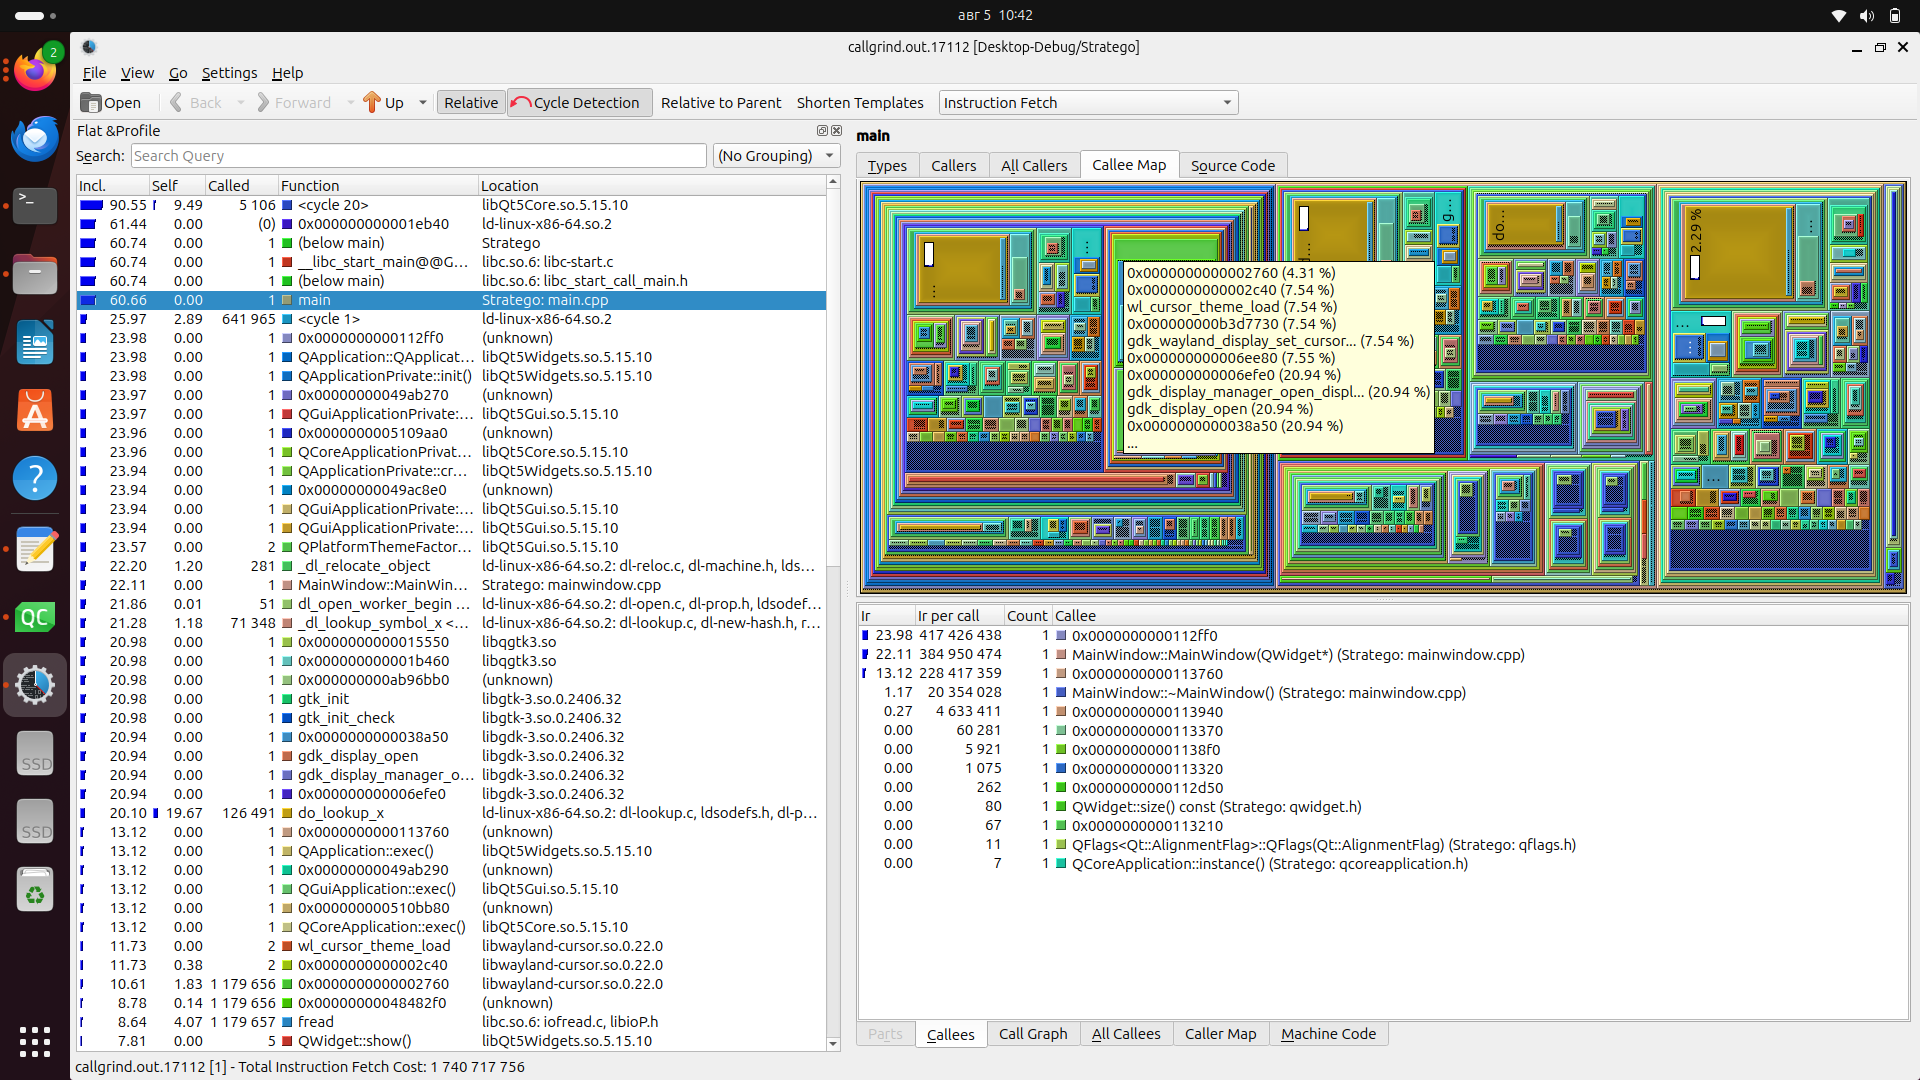 авг 5 10:42
2
callgrind.out.17112 [Desktop-Debug/Stratego]
File View Go Settings Help
Open Back Forward Up Relative Cycle Detection Relative to Parent Shorten Templates Instruction Fetch
Flat &Profile
Search: Search Query (No Grouping)
Incl. Self Called Function Location
90.55 9.49 5 106 <cycle 20> libQt5Core.so.5.15.10
61.44 0.00 (0) 0x000000000001eb40 ld-linux-x86-64.so.2
60.74 0.00 1 (below main) Stratego
60.74 0.00 1 __libc_start_main@@G... libc.so.6: libc-start.c
60.74 0.00 1 (below main) libc.so.6: libc_start_call_main.h
60.66 0.00 1 main Stratego: main.cpp
25.97 2.89 641 965 <cycle 1> ld-linux-x86-64.so.2
23.98 0.00 1 0x0000000000112ff0 (unknown)
23.98 0.00 1 QApplication::QApplicat... libQt5Widgets.so.5.15.10
23.98 0.00 1 QApplicationPrivate::init() libQt5Widgets.so.5.15.10
23.97 0.00 1 0x00000000049ab270 (unknown)
23.97 0.00 1 QGuiApplicationPrivate:... libQt5Gui.so.5.15.10
23.96 0.00 1 0x0000000005109aa0 (unknown)
23.96 0.00 1 QCoreApplicationPrivat... libQt5Core.so.5.15.10
23.94 0.00 1 QApplicationPrivate::cr... libQt5Widgets.so.5.15.10
23.94 0.00 1 0x00000000049ac8e0 (unknown)
23.94 0.00 1 QGuiApplicationPrivate:... libQt5Gui.so.5.15.10
23.94 0.00 1 QGuiApplicationPrivate:... libQt5Gui.so.5.15.10
23.57 0.00 2 QPlatformThemeFactor... libQt5Gui.so.5.15.10
22.20 1.20 281 _dl_relocate_object ld-linux-x86-64.so.2: dl-reloc.c, dl-machine.h, lds...
22.11 0.00 1 MainWindow::MainWin... Stratego: mainwindow.cpp
21.86 0.01 51 dl_open_worker_begin ... ld-linux-x86-64.so.2: dl-open.c, dl-prop.h, ldsodef...
21.28 1.18 71 348 _dl_lookup_symbol_x <... ld-linux-x86-64.so.2: dl-lookup.c, dl-new-hash.h, r...
20.98 0.00 1 0x0000000000015550 libqgtk3.so
20.98 0.00 1 0x000000000001b460 libqgtk3.so
20.98 0.00 1 0x000000000ab96bb0 (unknown)
20.98 0.00 1 gtk_init libgtk-3.so.0.2406.32
20.98 0.00 1 gtk_init_check libgtk-3.so.0.2406.32
20.94 0.00 1 0x0000000000038a50 libgdk-3.so.0.2406.32
20.94 0.00 1 gdk_display_open libgdk-3.so.0.2406.32
20.94 0.00 1 gdk_display_manager_o... libgdk-3.so.0.2406.32
20.94 0.00 1 0x000000000006efe0 libgdk-3.so.0.2406.32
20.10 19.67 126 491 do_lookup_x ld-linux-x86-64.so.2: dl-lookup.c, ldsodefs.h, dl-p...
13.12 0.00 1 0x0000000000113760 (unknown)
13.12 0.00 1 QApplication::exec() libQt5Widgets.so.5.15.10
13.12 0.00 1 0x00000000049ab290 (unknown)
13.12 0.00 1 QGuiApplication::exec() libQt5Gui.so.5.15.10
13.12 0.00 1 0x000000000510bb80 (unknown)
13.12 0.00 1 QCoreApplication::exec() libQt5Core.so.5.15.10
11.73 0.00 2 wl_cursor_theme_load libwayland-cursor.so.0.22.0
11.73 0.38 2 0x0000000000002c40 libwayland-cursor.so.0.22.0
10.61 1.83 1 179 656 0x0000000000002760 libwayland-cursor.so.0.22.0
8.78 0.14 1 179 656 0x00000000048482f0 (unknown)
8.64 4.07 1 179 657 fread libc.so.6: iofread.c, libioP.h
7.81 0.00 5 QWidget::show() libQt5Widgets.so.5.15.10
callgrind.out.17112 [1] - Total Instruction Fetch Cost: 1 740 717 756
main
Types Callers All Callers Callee Map Source Code
g...
do...
2.29 %
0x0000000000002760 (4.31 %)
0x0000000000002c40 (7.54 %)
wl_cursor_theme_load (7.54 %)
0x000000000b3d7730 (7.54 %)
gdk_wayland_display_set_cursor... (7.54 %)
0x000000000006ee80 (7.55 %)
0x000000000006efe0 (20.94 %)
gdk_display_manager_open_displ... (20.94 %)
gdk_display_open (20.94 %)
0x0000000000038a50 (20.94 %)
...
Ir Ir per call Count Callee
23.98 417 426 438 1 0x0000000000112ff0
22.11 384 950 474 1 MainWindow::MainWindow(QWidget*) (Stratego: mainwindow.cpp)
13.12 228 417 359 1 0x0000000000113760
1.17 20 354 028 1 MainWindow::~MainWindow() (Stratego: mainwindow.cpp)
0.27 4 633 411 1 0x0000000000113940
0.00 60 281 1 0x0000000000113370
0.00 5 921 1 0x00000000001138f0
0.00 1 075 1 0x0000000000113320
0.00 262 1 0x0000000000112d50
0.00 80 1 QWidget::size() const (Stratego: qwidget.h)
0.00 67 1 0x0000000000113210
0.00 11 1 QFlags<Qt::AlignmentFlag>::QFlags(Qt::AlignmentFlag) (Stratego: qflags.h)
0.00 7 1 QCoreApplication::instance() (Stratego: qcoreapplication.h)
Parts Callees Call Graph All Callees Caller Map Machine Code
>_
QC
SSD
SSD